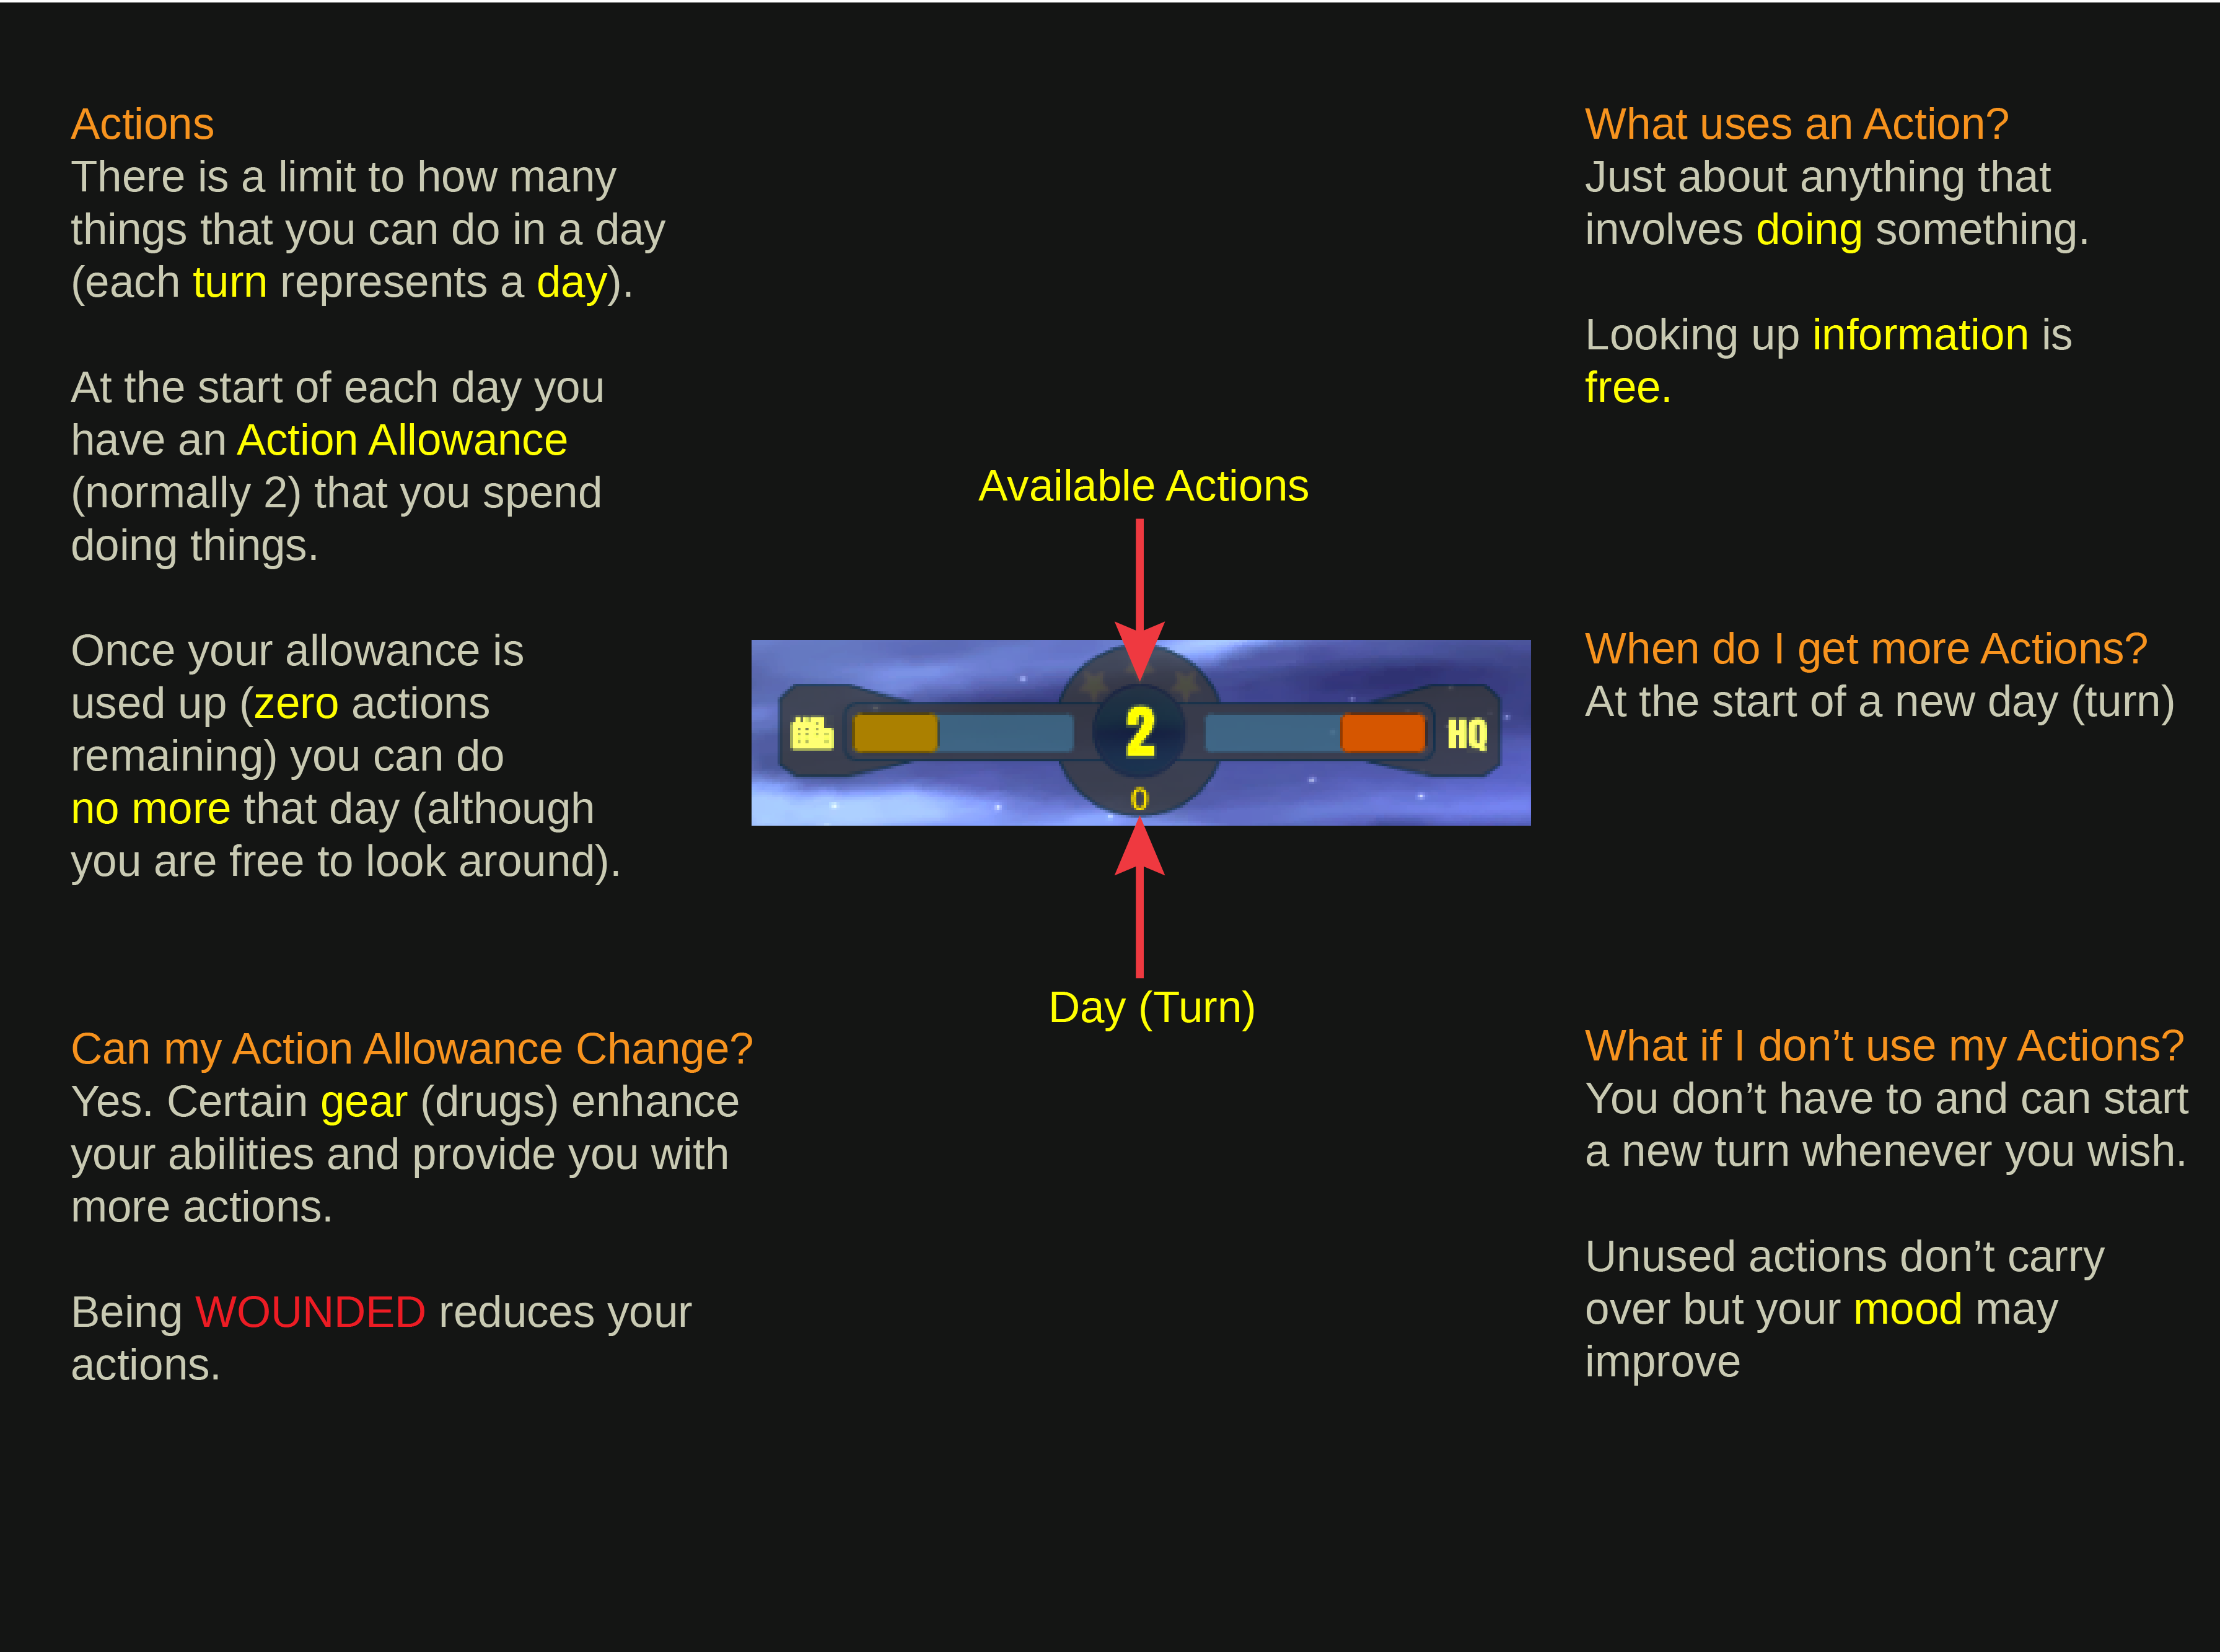 Actions
There is a limit to how many
things that you can do in a day
(each turn represents a day).
At the start of each day you
have an Action Allowance
(normally 2) that you spend
doing things.
Once your allowance is
used up (zero actions
remaining) you can do
no more that day (although
you are free to look around).
Can my Action Allowance Change?
Yes. Certain gear (drugs) enhance
your abilities and provide you with
more actions.
Being WOUNDED reduces your
actions.
Available Actions
2
HQ
0
Day (Turn)
What uses an Action?
Just about anything that
involves doing something.
Looking up information is
free.
When do I get more Actions?
At the start of a new day (turn)
What if I don’t use my Actions?
You don’t have to and can start
a new turn whenever you wish.
Unused actions don’t carry
over but your mood may
improve